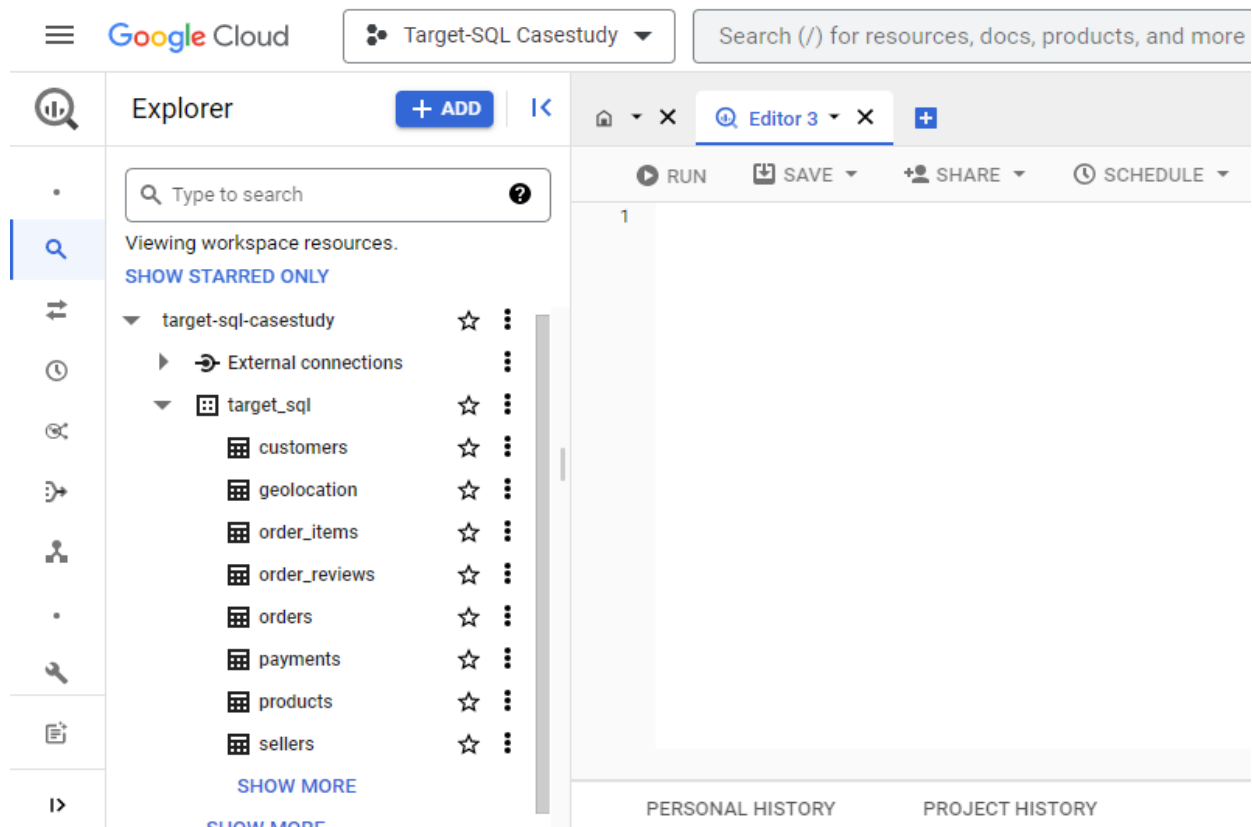 Google Cloud
Target-SQL Casestudy
Search (/) for resources, docs, products, and more
Explorer
+ ADD
Editor 3
RUN
SAVE
SHARE
SCHEDULE
Type to search
1
Viewing workspace resources.
SHOW STARRED ONLY
target-sql-casestudy
External connections
target_sql
customers
geolocation
order_items
order_reviews
orders
payments
products
sellers
SHOW MORE
SHOW MORE
PERSONAL HISTORY
PROJECT HISTORY